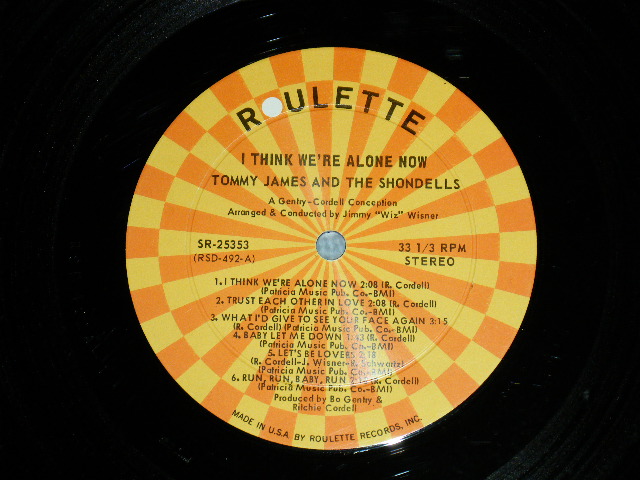 ROULETTE
I THINK WE'RE ALONE NOW
TOMMY JAMES AND THE SHONDELLS
A Gentry-Cordell Conception
Arranged & Conducted by Jimmy "Wiz" Wisner
SR-25353
(RSD-492-A)
33 1/3 RPM
STEREO
1. I THINK WE'RE ALONE NOW 2:08 (R. Cordell)
(Patricia Music Pub. Co.-BMI)
2. TRUST EACH OTHER IN LOVE 2:08 (R. Cordell)
(Patricia Music Pub. Co.-BMI)
3. WHAT I'D GIVE TO SEE YOUR FACE AGAIN 3:15
(R. Cordell) (Patricia Music Pub. Co.-BMI)
4. BABY LET ME DOWN 1:43 (R. Cordell)
(Patricia Music Pub. Co.-BMI)
5. LET'S BE LOVERS 2:18
(R. Cordell-J. Wisner-R. Schwartz)
(Patricia Music Pub. Co.-BMI)
6. RUN, RUN, BABY, RUN (R. Cordell)
(Patricia Music Pub. Co.-BMI)
Produced by Bo Gentry &
Ritchie Cordell
MADE IN U.S.A BY ROULETTE RECORDS, INC.